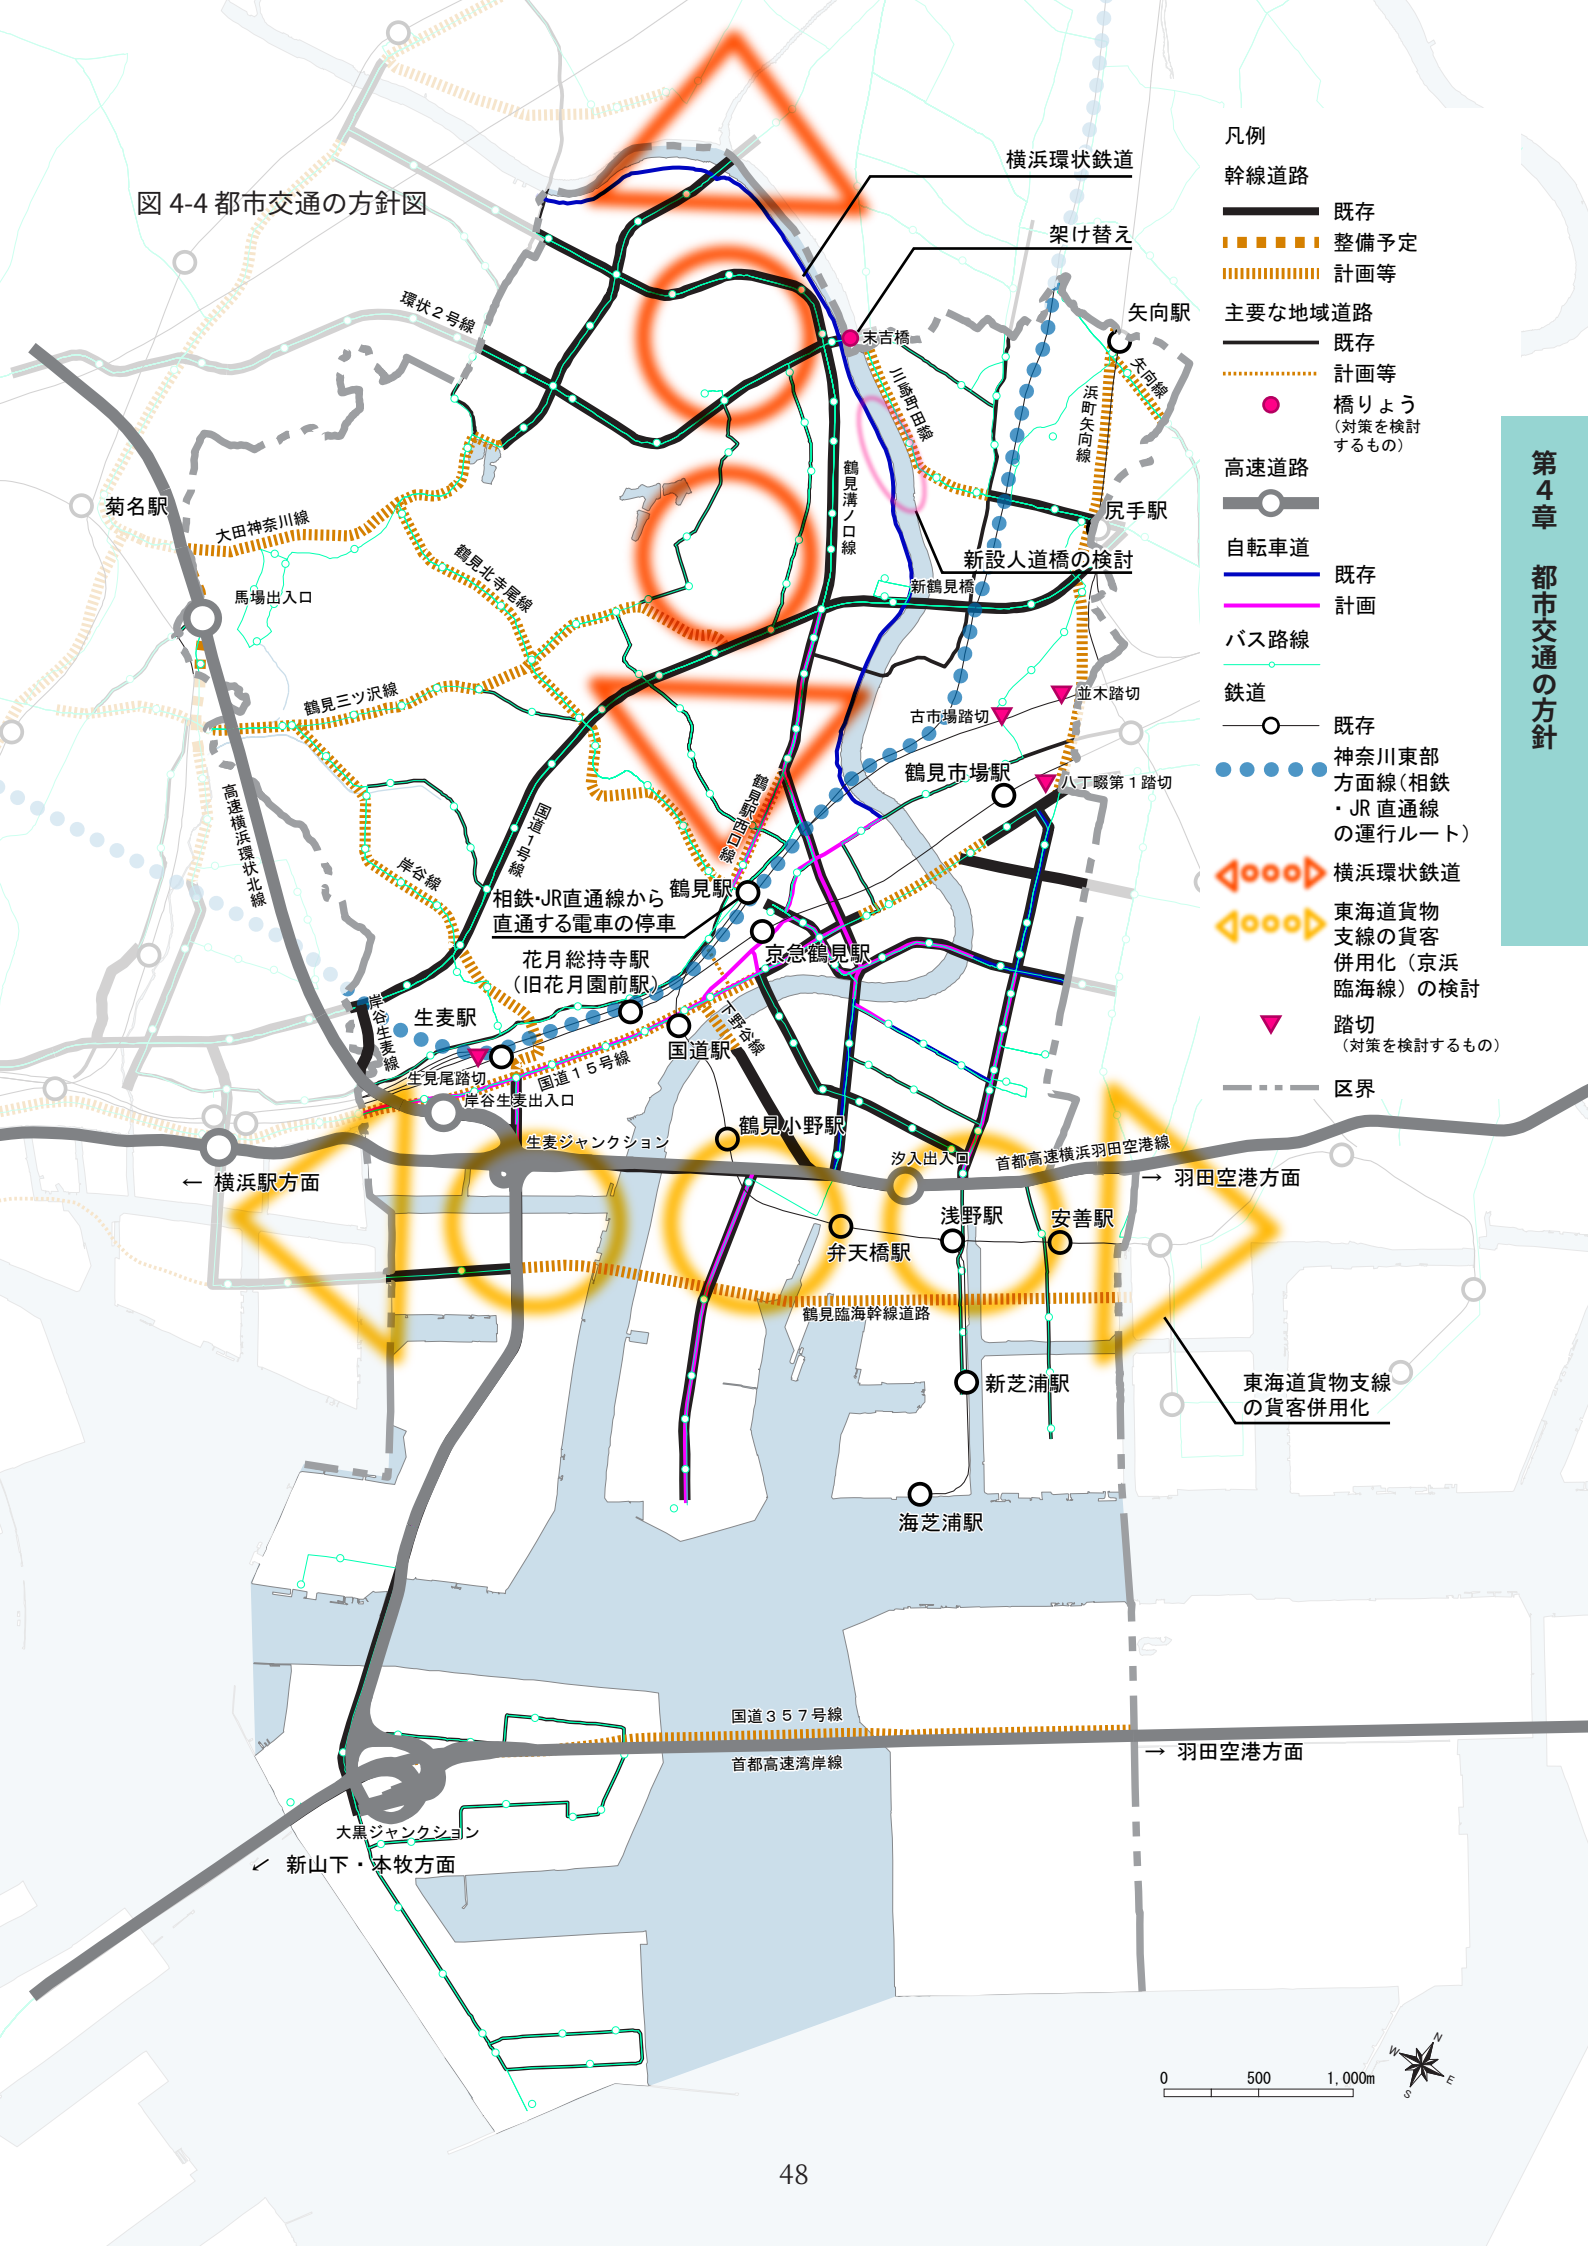 図 4-4 都市交通の方針図
凡例
幹線道路
既存
整備予定
計画等
主要な地域道路
既存
計画等
橋りょう
（対策を検討
するもの）
高速道路
自転車道
既存
計画
バス路線
鉄道
既存
神奈川東部
方面線（相鉄
・JR 直通線
の運行ルート）
横浜環状鉄道
東海道貨物
支線の貨客
併用化（京浜
臨海線）の検討
踏切
（対策を検討するもの）
区界
第４章　都市交通の方針
横浜環状鉄道
架け替え
環状２号線
末吉橋
矢向駅
矢向線
三崎町田線
浜町矢向線
鶴見溝ノ口線
菊名駅
大田神奈川線
尻手駅
鶴見北寺尾線
新設人道橋の検討
新鶴見橋
馬場出入口
鶴見三ツ沢線
並木踏切
古市場踏切
鶴見市場駅
八丁畷第１踏切
高速横浜環状北線
国道１号線
鶴見駅西口線
岸谷線
相鉄・JR直通線から
直通する電車の停車
鶴見駅
京急鶴見駅
花月総持寺駅
（旧花月園前駅）
岸谷生麦線
生麦駅
下野谷線
国道駅
生見尾踏切
国道１５号線
岸谷生麦出入口
生麦ジャンクション
鶴見小野駅
汐入出入口
首都高速横浜羽田空港線
← 横浜駅方面
→ 羽田空港方面
浅野駅
安善駅
弁天橋駅
鶴見臨海幹線道路
新芝浦駅
東海道貨物支線
の貨客併用化
海芝浦駅
国道３５７号線
首都高速湾岸線
→ 羽田空港方面
大黒ジャンクション
↙ 新山下・本牧方面
N
W
E
S
0 500 1,000m
48